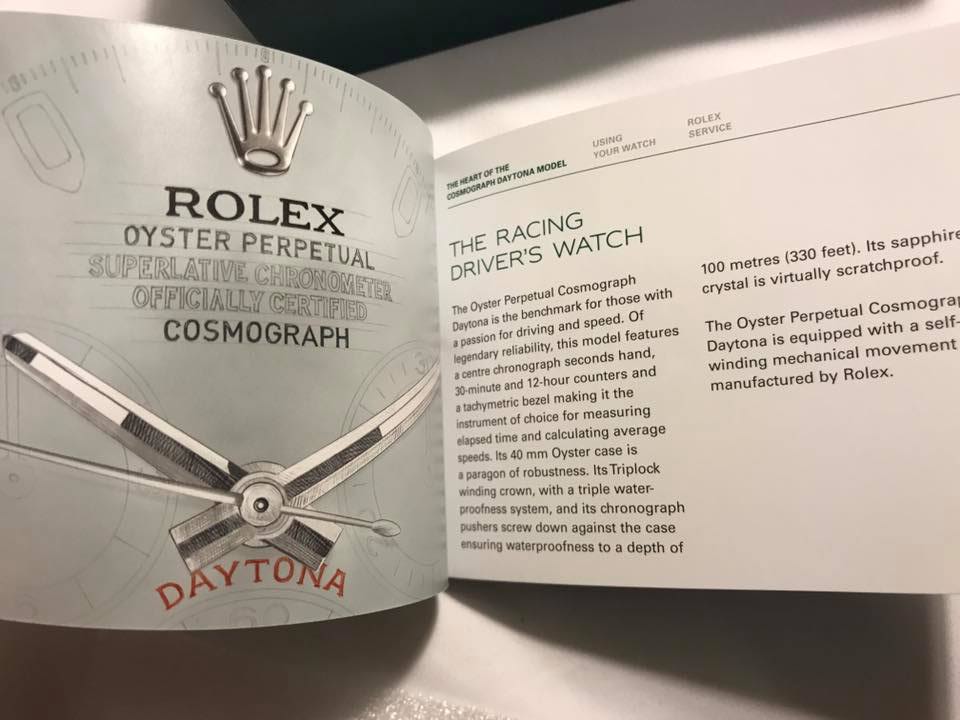 ROLEX
OYSTER PERPETUAL
SUPERLATIVE CHRONOMETER
OFFICIALLY CERTIFIED
COSMOGRAPH
DAYTONA
THE HEART OF THE
COSMOGRAPH DAYTONA MODEL
USING
YOUR WATCH
ROLEX
SERVICE
THE RACING
DRIVER'S WATCH
The Oyster Perpetual Cosmograph
Daytona is the benchmark for those with
a passion for driving and speed. Of
legendary reliability, this model features
a centre chronograph seconds hand,
30-minute and 12-hour counters and
a tachymetric bezel making it the
instrument of choice for measuring
elapsed time and calculating average
speeds. Its 40 mm Oyster case is
a paragon of robustness. Its Triplock
winding crown, with a triple water-
proofness system, and its chronograph
pushers screw down against the case
ensuring waterproofness to a depth of
100 metres (330 feet). Its sapphire
crystal is virtually scratchproof.
The Oyster Perpetual Cosmograp
Daytona is equipped with a self-
winding mechanical movement
manufactured by Rolex.